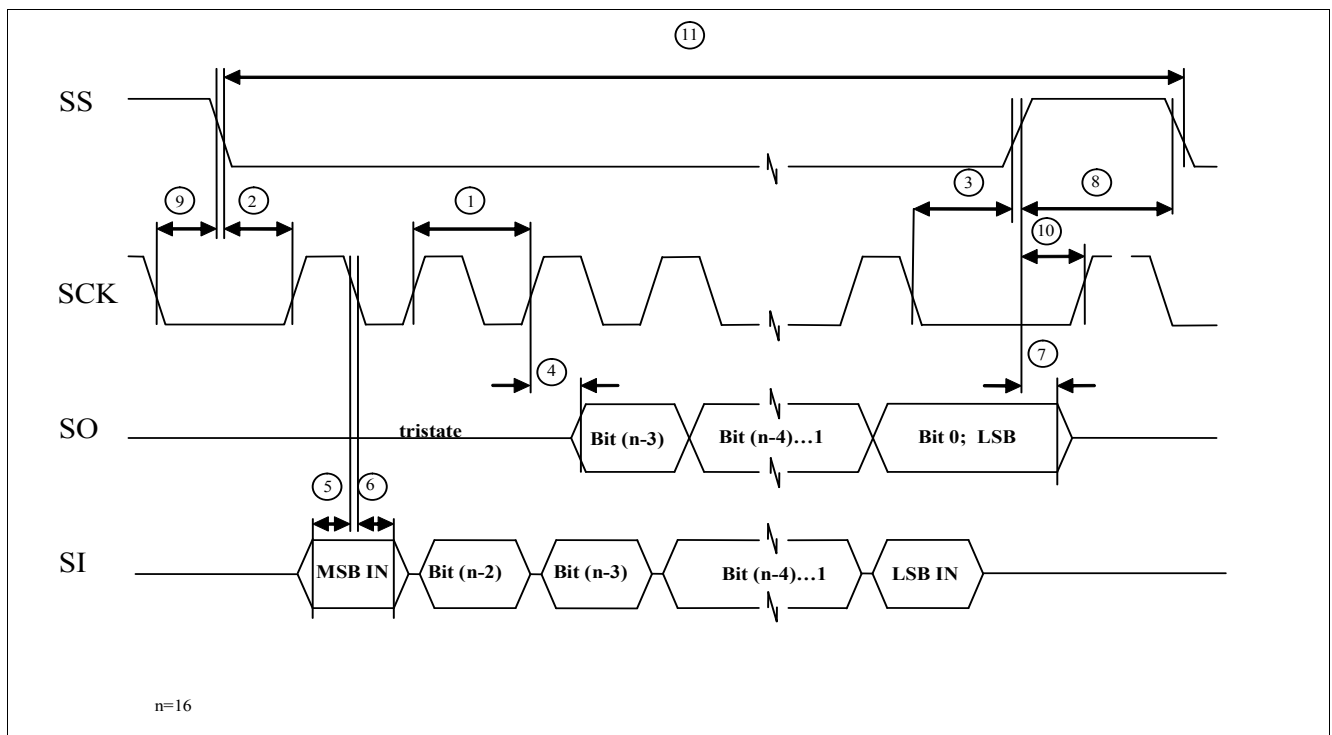 11
SS
9
2
1
3
8
10
SCK
4
7
SO
tristate
Bit (n-3)
Bit (n-4)…1
Bit 0; LSB
5
6
SI
MSB IN
Bit (n-2)
Bit (n-3)
Bit (n-4)…1
LSB IN
n=16